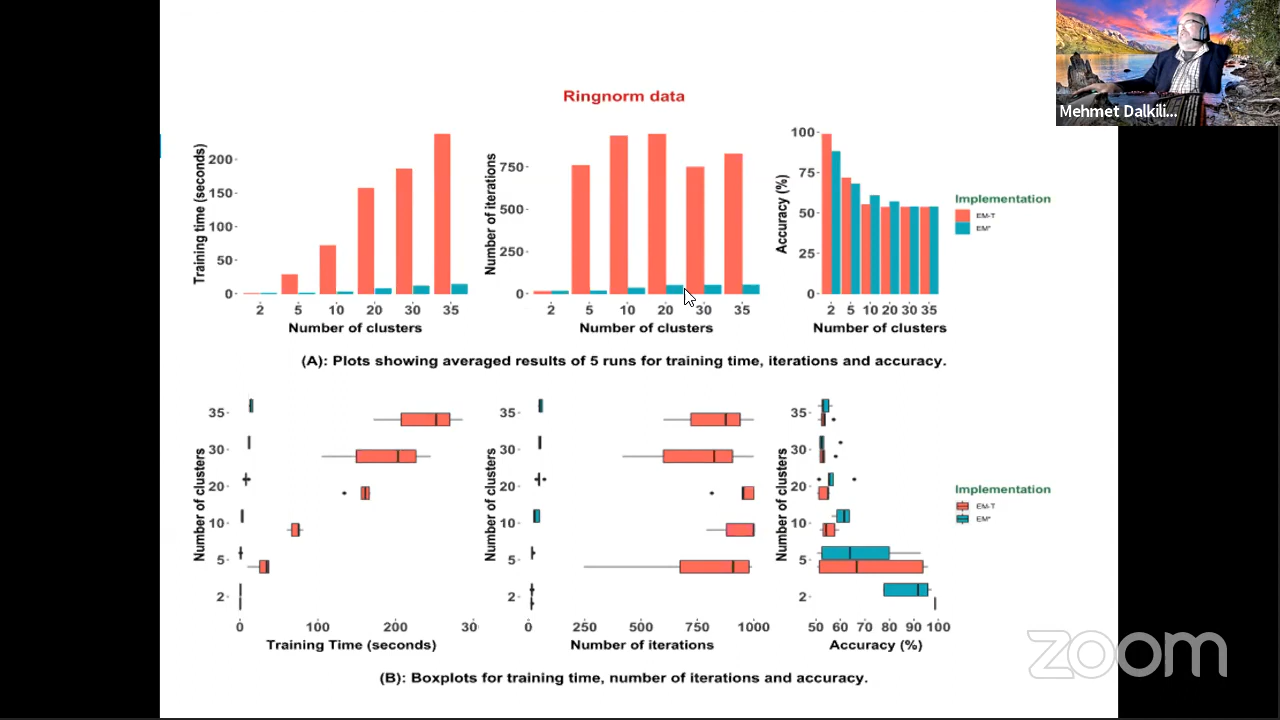 Mehmet Dalkili...
Ringnorm data
Training time (seconds)
200
150
100
50
0
2 5 10 20 30 35
Number of clusters
Number of iterations
750
500
250
0
2 5 10 20 30 35
Number of clusters
Accuracy (%)
100
75
50
25
0
2 5 10 20 30 35
Number of clusters
Implementation
EM-T
EM*
(A): Plots showing averaged results of 5 runs for training time, iterations and accuracy.
Number of clusters
35
30
20
10
5
2
0 100 200 30
Training Time (seconds)
Number of clusters
35
30
20
10
5
2
0 250 500 750 1000
Number of iterations
Number of clusters
35
30
20
10
5
2
50 60 70 80 90 100
Accuracy (%)
Implementation
EM-T
EM*
(B): Boxplots for training time, number of iterations and accuracy.
zoom